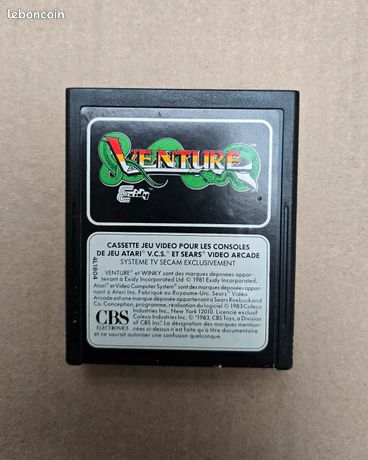 leboncoin
VENTURE™
Exidy
CASSETTE JEU VIDEO POUR LES CONSOLES
DE JEU ATARI® V.C.S.® ET SEARS® VIDEO ARCADE
SYSTEME TV SECAM EXCLUSIVEMENT
VENTURE™ et WINKY sont des marques déposées appar-
tenant à Exidy Incorporated Ltd © 1981 Exidy Incorporated.
Atari® et Video Computer System™ sont des marques déposées appar-
tenant à Atari Inc. Fabrique au Royaume-Uni. Sears® Video
Arcade est une marque déposée appartenant à Sears Roebuck and
Co. Conception, programme, réalisation du logiciel © 1983 Coleco
Industries Inc., New York 12010. Licencié exclusif
Coleco Industries Inc. © *1983, CBS Toys, a Division
of CBS Inc.* La désignation des marques mention-
nées ci-dessus n'est faite qu'à titre documentaire
et ne saurait autoriser une confusion quelconque.
CBS
ELECTRONICS
4L1804